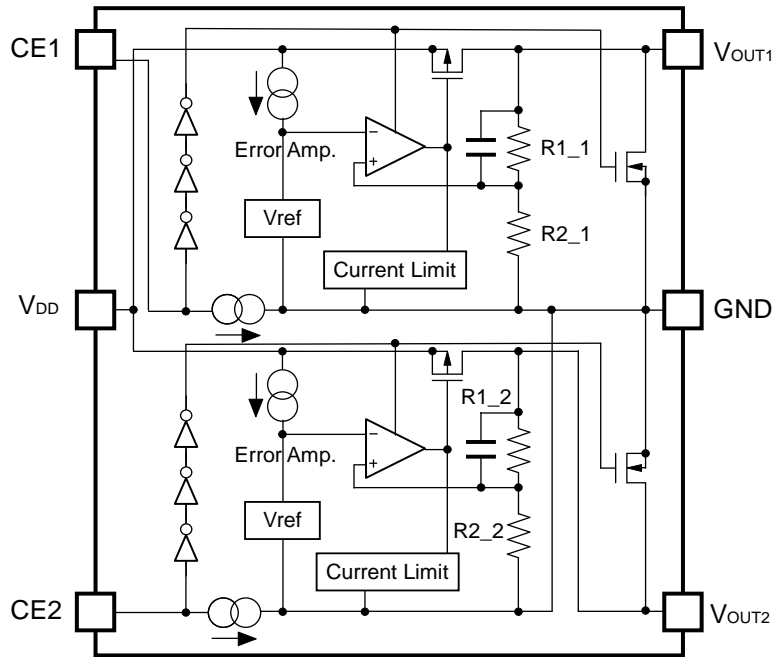 CE1
VOUT1
−
Error Amp.
+
R1_1
Vref
R2_1
Current Limit
VDD
GND
R1_2
−
Error Amp.
+
Vref
R2_2
Current Limit
CE2
VOUT2